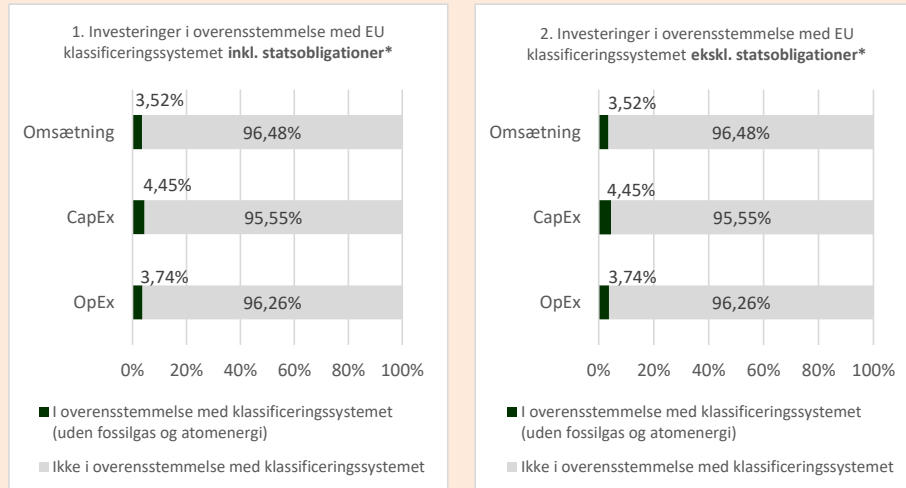 1. Investeringer i overensstemmelse med EU
klassificeringssystemet inkl. statsobligationer*
3,52%
Omsætning
96,48%
4,45%
CapEx
95,55%
3,74%
OpEx
96,26%
0% 20% 40% 60% 80% 100%
I overensstemmelse med klassificeringssystemet
(uden fossilgas og atomenergi)
Ikke i overensstemmelse med klassificeringssystemet
2. Investeringer i overensstemmelse med EU
klassificeringssystemet ekskl. statsobligationer*
3,52%
Omsætning
96,48%
4,45%
CapEx
95,55%
3,74%
OpEx
96,26%
0% 20% 40% 60% 80% 100%
I overensstemmelse med klassificeringssystemet
(uden fossilgas og atomenergi)
Ikke i overensstemmelse med klassificeringssystemet